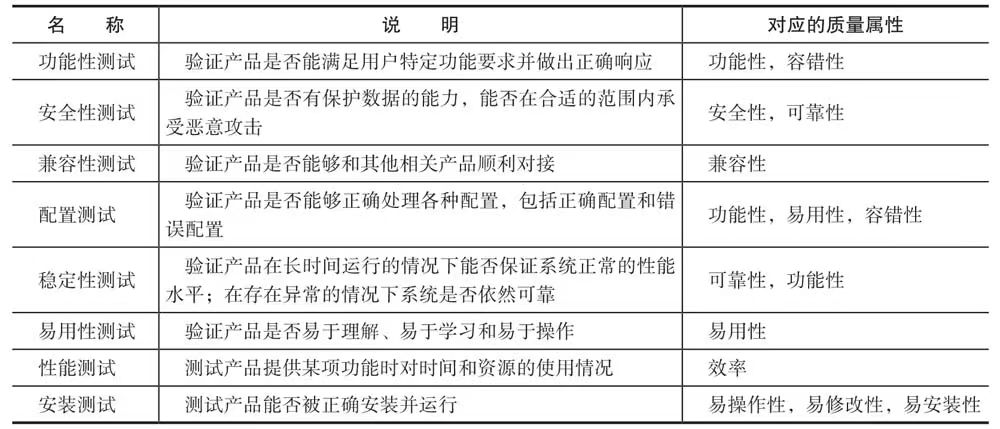 名 称 说 明 对应的质量属性
功能性测试 验证产品是否能满足用户特定功能要求并做出正确响应 功能性，容错性
安全性测试 验证产品是否有保护数据的能力，能否在合适的范围内承
受恶意攻击 安全性，可靠性
兼容性测试 验证产品是否能够和其他相关产品顺利对接 兼容性
配置测试 验证产品是否能够正确处理各种配置，包括正确配置和错
误配置 功能性，易用性，容错性
稳定性测试 验证产品在长时间运行的情况下能否保证系统正常的性能
水平；在存在异常的情况下系统是否依然可靠 可靠性，功能性
易用性测试 验证产品是否易于理解、易于学习和易于操作 易用性
性能测试 测试产品提供某项功能时对时间和资源的使用情况 效率
安装测试 测试产品能否被正确安装并运行 易操作性，易修改性，易安装性